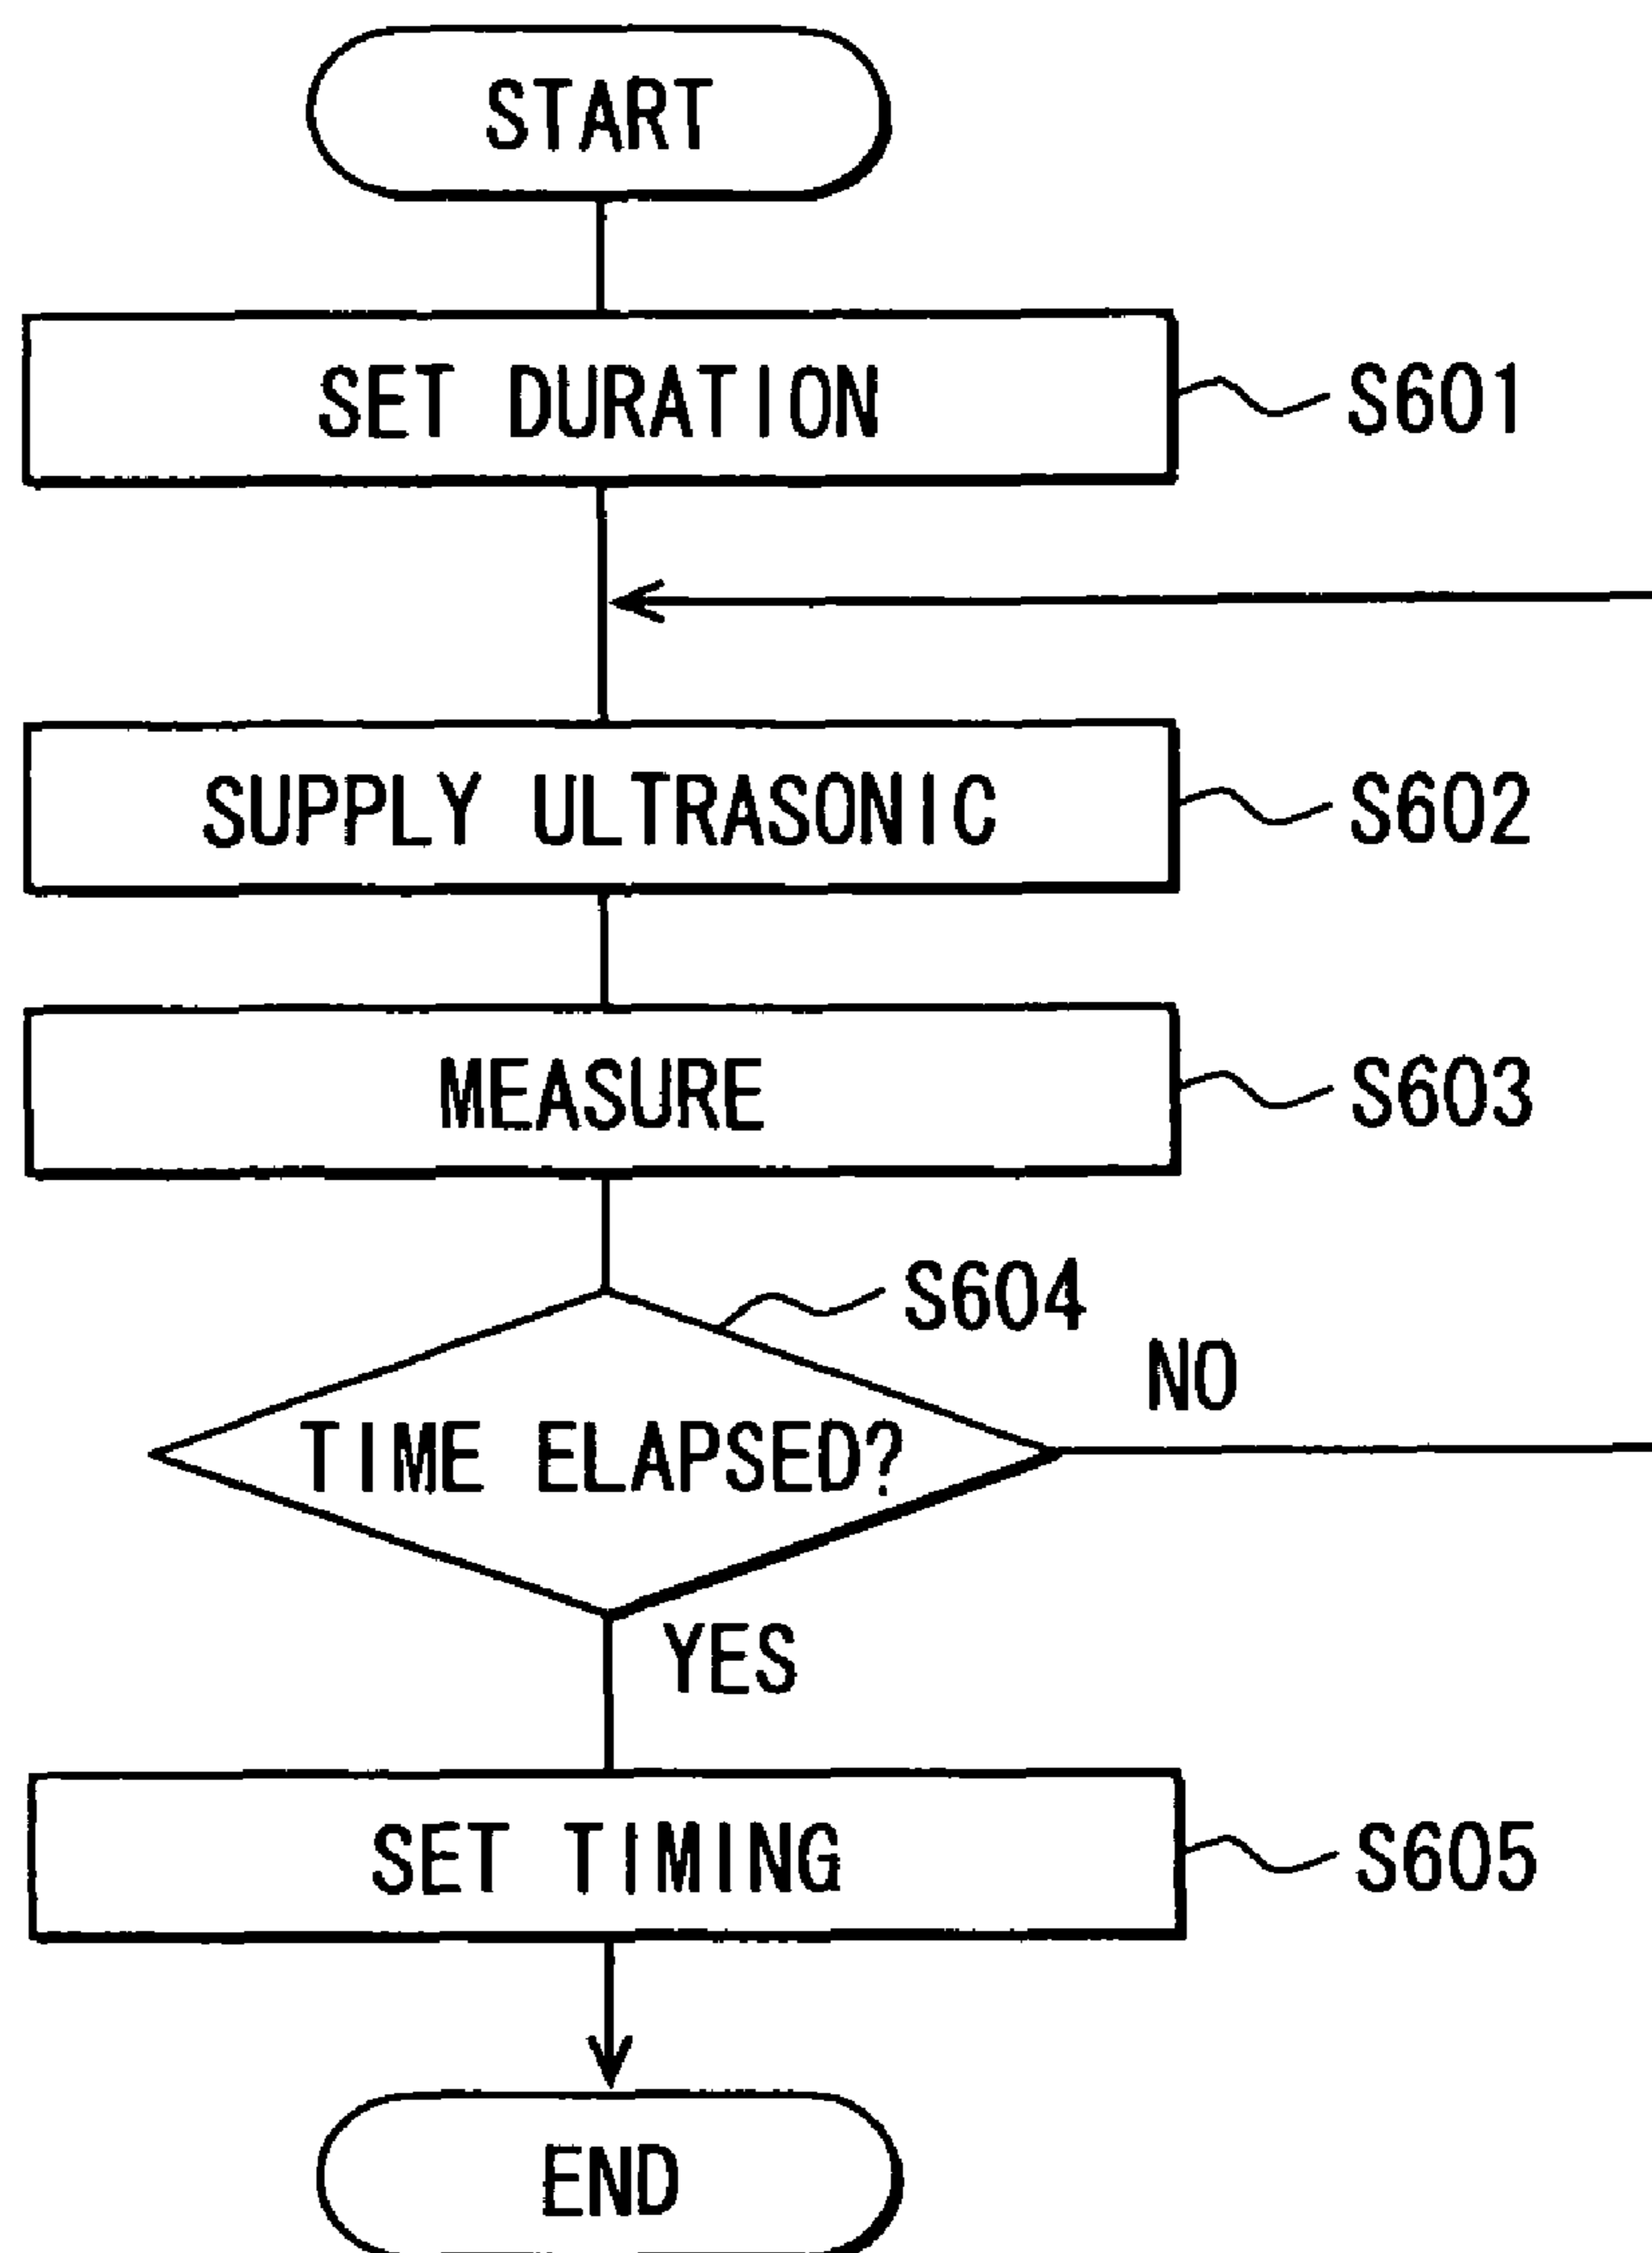 START
SET DURATION
S601
SUPPLY ULTRASONIC
S602
MEASURE
S603
S604
TIME ELAPSED?
NO
YES
SET TIMING
S605
END